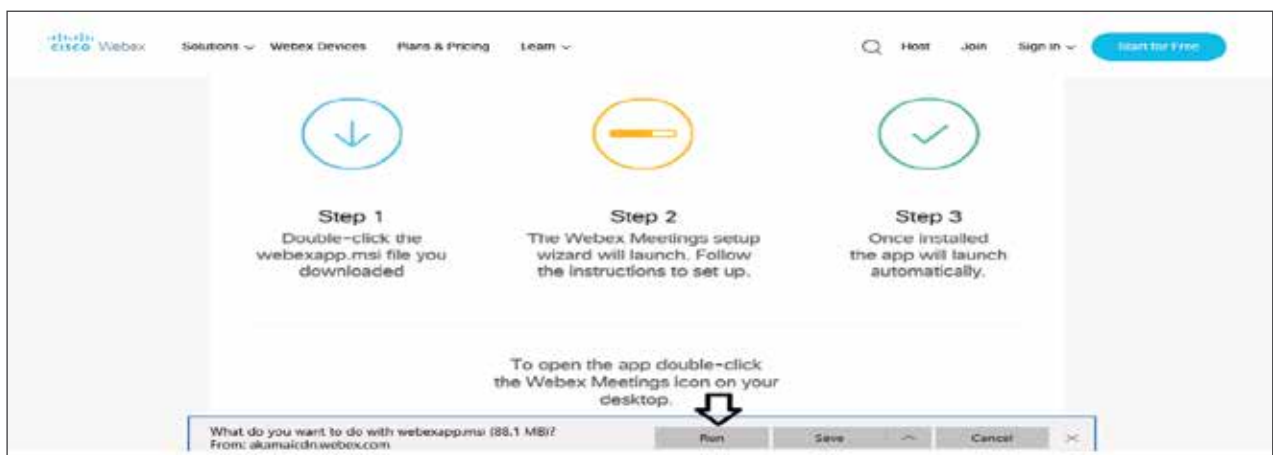 CISCO Webex Solutions Webex Devices Plans & Pricing Learn Host Join Sign in Start for Free
Step 1
Double-click the
webexapp.msi file you
downloaded
Step 2
The Webex Meetings setup
wizard will launch. Follow
the instructions to set up.
Step 3
Once installed
the app will launch
automatically.
To open the app double-click
the Webex Meetings icon on your
desktop.
What do you want to do with webexapp.msi (88.1 MB)?
From: akamaicdn.webex.com
Run Save Cancel